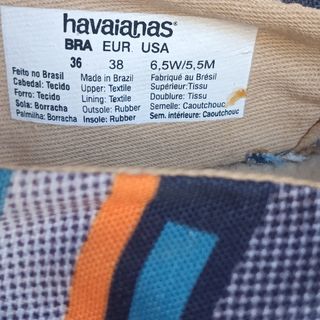 havaianas®
BRA EUR USA
36 38 6,5W/5,5M
Feito no Brasil Made in Brazil Fabriqué au Brésil
Cabedal: Tecido Upper: Textile Supérieur:Tissu
Forro: Tecido Lining: Textile Doublure: Tissu
Sola: Borracha Outsole: Rubber Semelle: Caoutchouc
Palmilha: Borracha Insole: Rubber Sem. intérieure: Caoutchouc